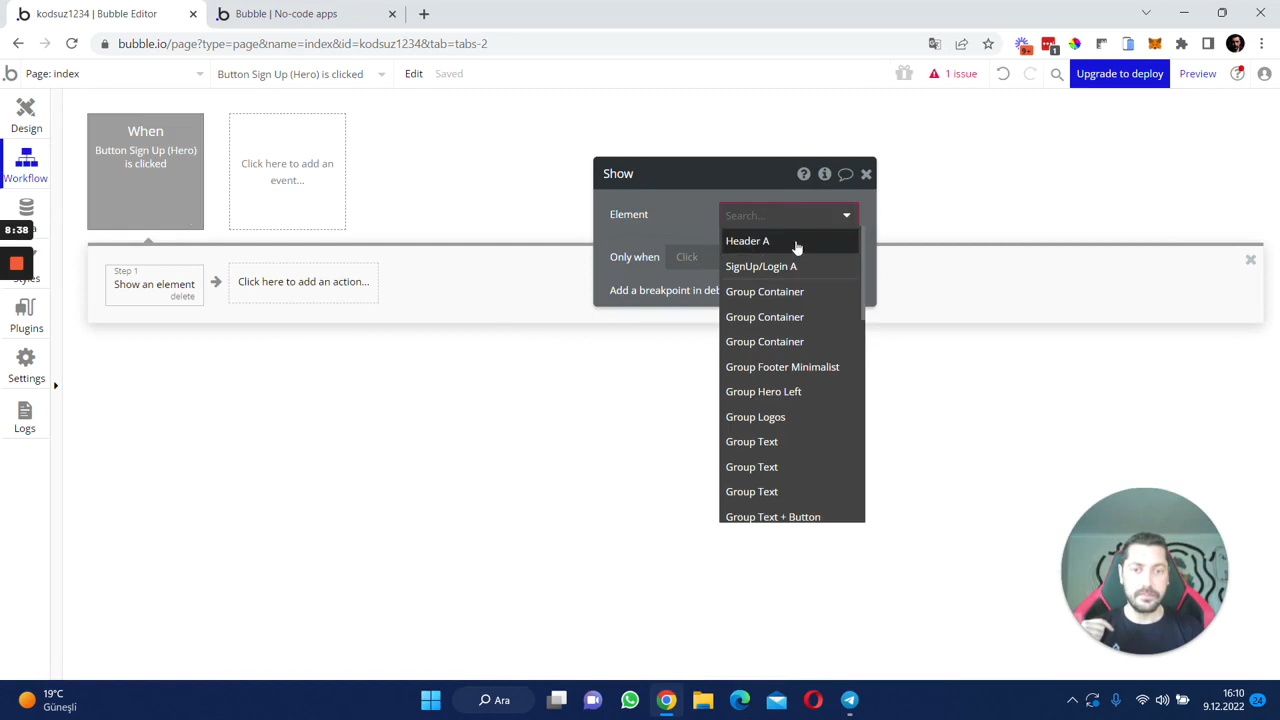 kodsuz1234 | Bubble Editor
Bubble | No-code apps
bubble.io/page?type=page&name=index&id=kodsuz1234&tab=tabs-2
9+
1
Page: index
Button Sign Up (Hero) is clicked
Edit
Saved
1 issue
Upgrade to deploy
Preview
Design
Workflow
8:38
Plugins
Settings
Logs
When
Button Sign Up (Hero)
is clicked
Click here to add an
event...
Step 1
Show an element
delete
Click here to add an action...
Show
Element
Search...
Only when
Click
Add a breakpoint in deb
Header A
SignUp/Login A
Group Container
Group Container
Group Container
Group Footer Minimalist
Group Hero Left
Group Logos
Group Text
Group Text
Group Text
Group Text + Button
19°C
Güneşli
Ara
16:10
9.12.2022
24